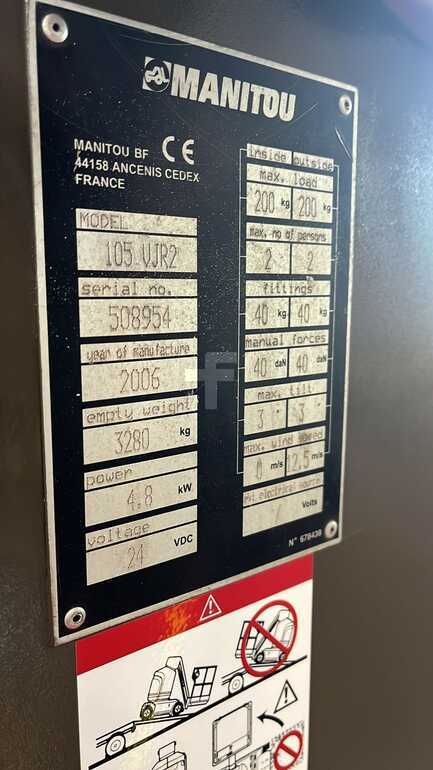 MANITOU
MANITOU BF CE
44158 ANCENIS CEDEX
FRANCE
MODEL
105 VJR2
serial no.
508954
year of manufacture
2006
empty weight
3280 kg
power
4.8 kW
voltage
24 VDC
inside outside
max. load
200 kg 200 kg
max. no of persons
2 2
fittings
40 kg 40 kg
manual forces
40 daN 40 daN
max. tilt
3 ° 3 °
max. wind speed
0 m/s 12.5 m/s
ext electrical source
/ Volts
N° 678438